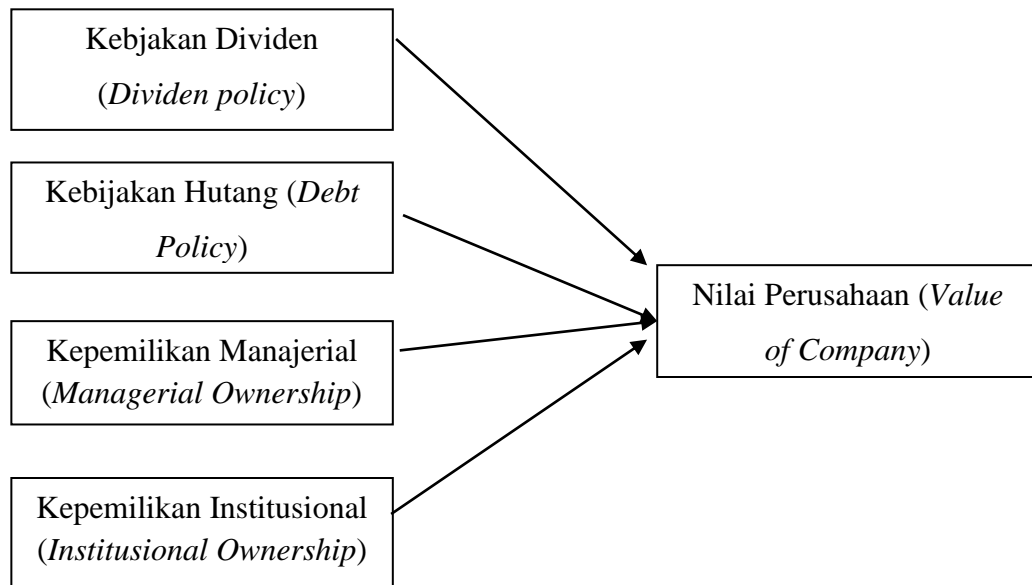 Kebjakan Dividen
(Dividen policy)
Kebijakan Hutang (Debt
Policy)
Kepemilikan Manajerial
(Managerial Ownership)
Kepemilikan Institusional
(Institusional Ownership)
Nilai Perusahaan (Value
of Company)